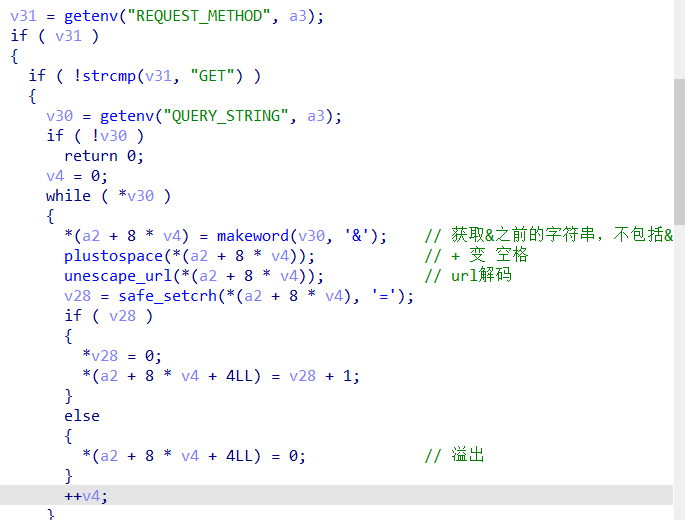 v31 = getenv("REQUEST_METHOD", a3);
if ( v31 )
{
if ( !strcmp(v31, "GET") )
{
v30 = getenv("QUERY_STRING", a3);
if ( !v30 )
return 0;
v4 = 0;
while ( *v30 )
{
*(a2 + 8 * v4) = makeword(v30, '&'); // 获取&之前的字符串，不包括&
plustospace(*(a2 + 8 * v4)); // + 变 空格
unescape_url(*(a2 + 8 * v4)); // url解码
v28 = safe_setcrh(*(a2 + 8 * v4), '=');
if ( v28 )
{
*v28 = 0;
*(a2 + 8 * v4 + 4LL) = v28 + 1;
}
else
{
*(a2 + 8 * v4 + 4LL) = 0; // 溢出
}
++v4;
}